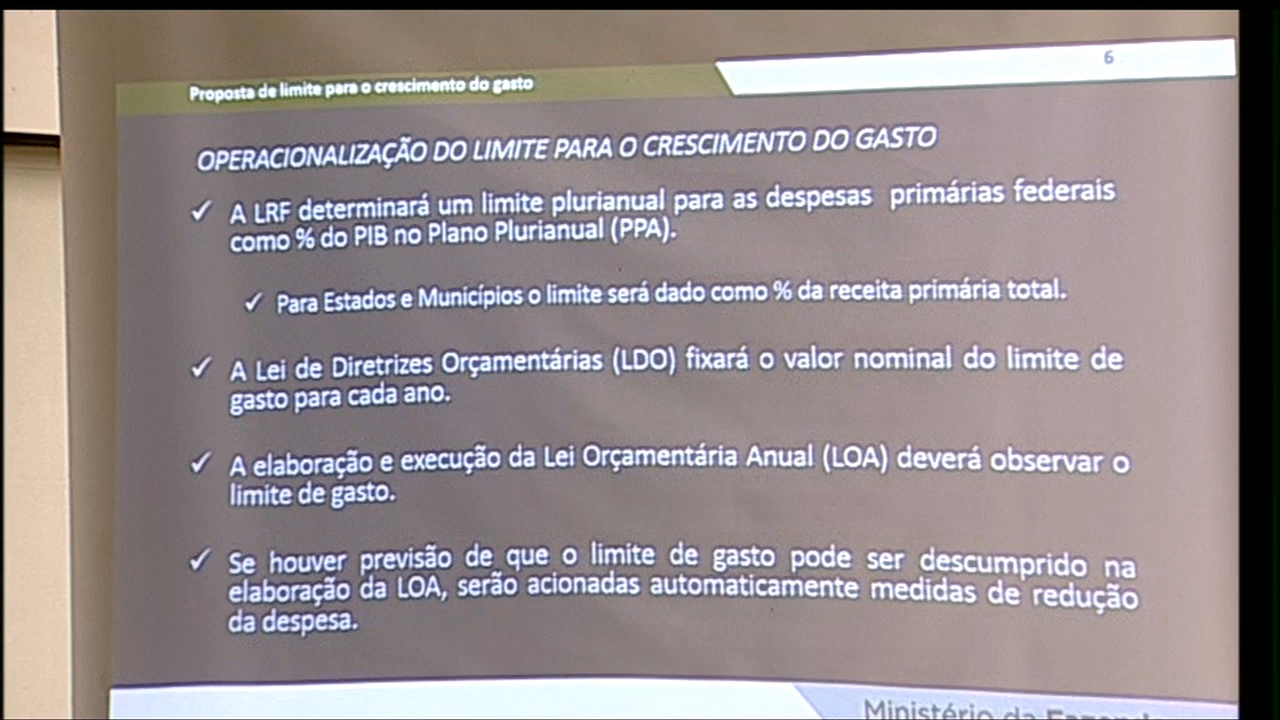 6
Proposta de limite para o crescimento do gasto
OPERACIONALIZAÇÃO DO LIMITE PARA O CRESCIMENTO DO GASTO
✓ A LRF determinará um limite plurianual para as despesas primárias federais
como % do PIB no Plano Plurianual (PPA).
✓ Para Estados e Municípios o limite será dado como % da receita primária total.
✓ A Lei de Diretrizes Orçamentárias (LDO) fixará o valor nominal do limite de
gasto para cada ano.
✓ A elaboração e execução da Lei Orçamentária Anual (LOA) deverá observar o
limite de gasto.
✓ Se houver previsão de que o limite de gasto pode ser descumprido na
elaboração da LOA, serão acionadas automaticamente medidas de redução
da despesa.
Ministério da